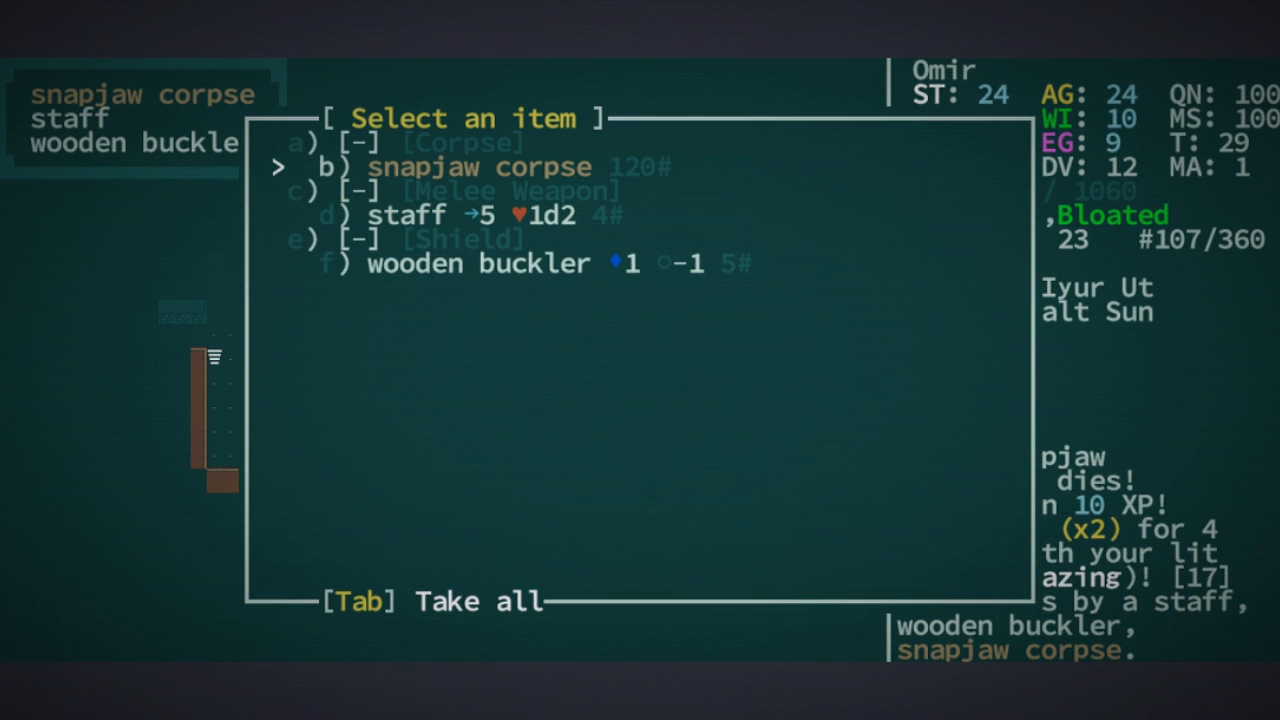 snapjaw corpse
staff
wooden buckle
[ Select an item ]
a) [-] [Corpse]
> b) snapjaw corpse 120#
c) [-] [Melee Weapon]
d) staff →5 ♥1d2 4#
e) [-] [Shield]
f) wooden buckler ♦1 ○-1 5#
[Tab] Take all
Omir
ST: 24 AG: 24 QN: 100
WI: 10 MS: 100
EG: 9 T: 29
DV: 12 MA: 1
/ 1060
,Bloated
23 #107/360
Iyur Ut
alt Sun
pjaw
dies!
n 10 XP!
(x2) for 4
th your lit
azing)! [17]
s by a staff,
wooden buckler,
snapjaw corpse.